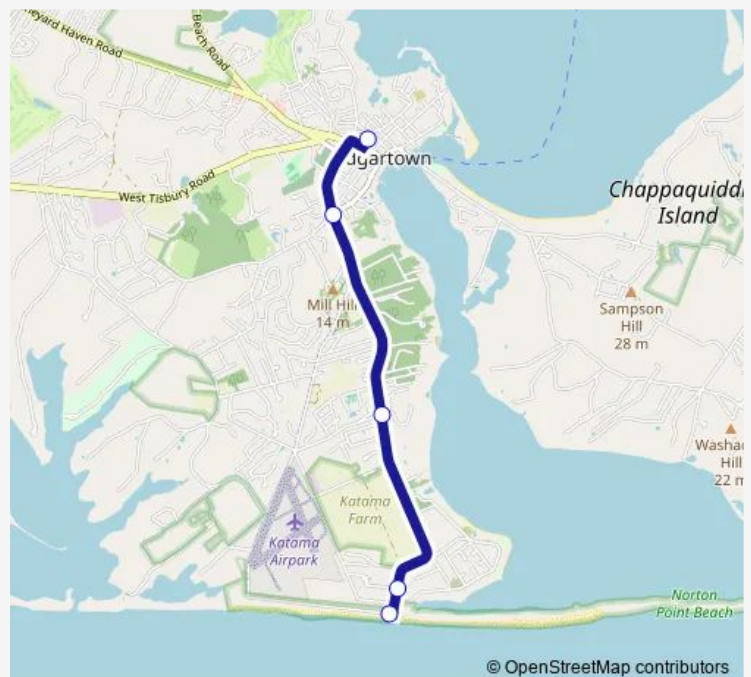 neyard Haven Road
Beach Road
dgartown
West Tisbury Road
Chappaquiddi
Island
Mill Hill
14 m
Sampson
Hill
28 m
Washa
Hill
22 m
Katama
Farm
Katama
Airpark
Norton
Point Beach
© OpenStreetMap contributors